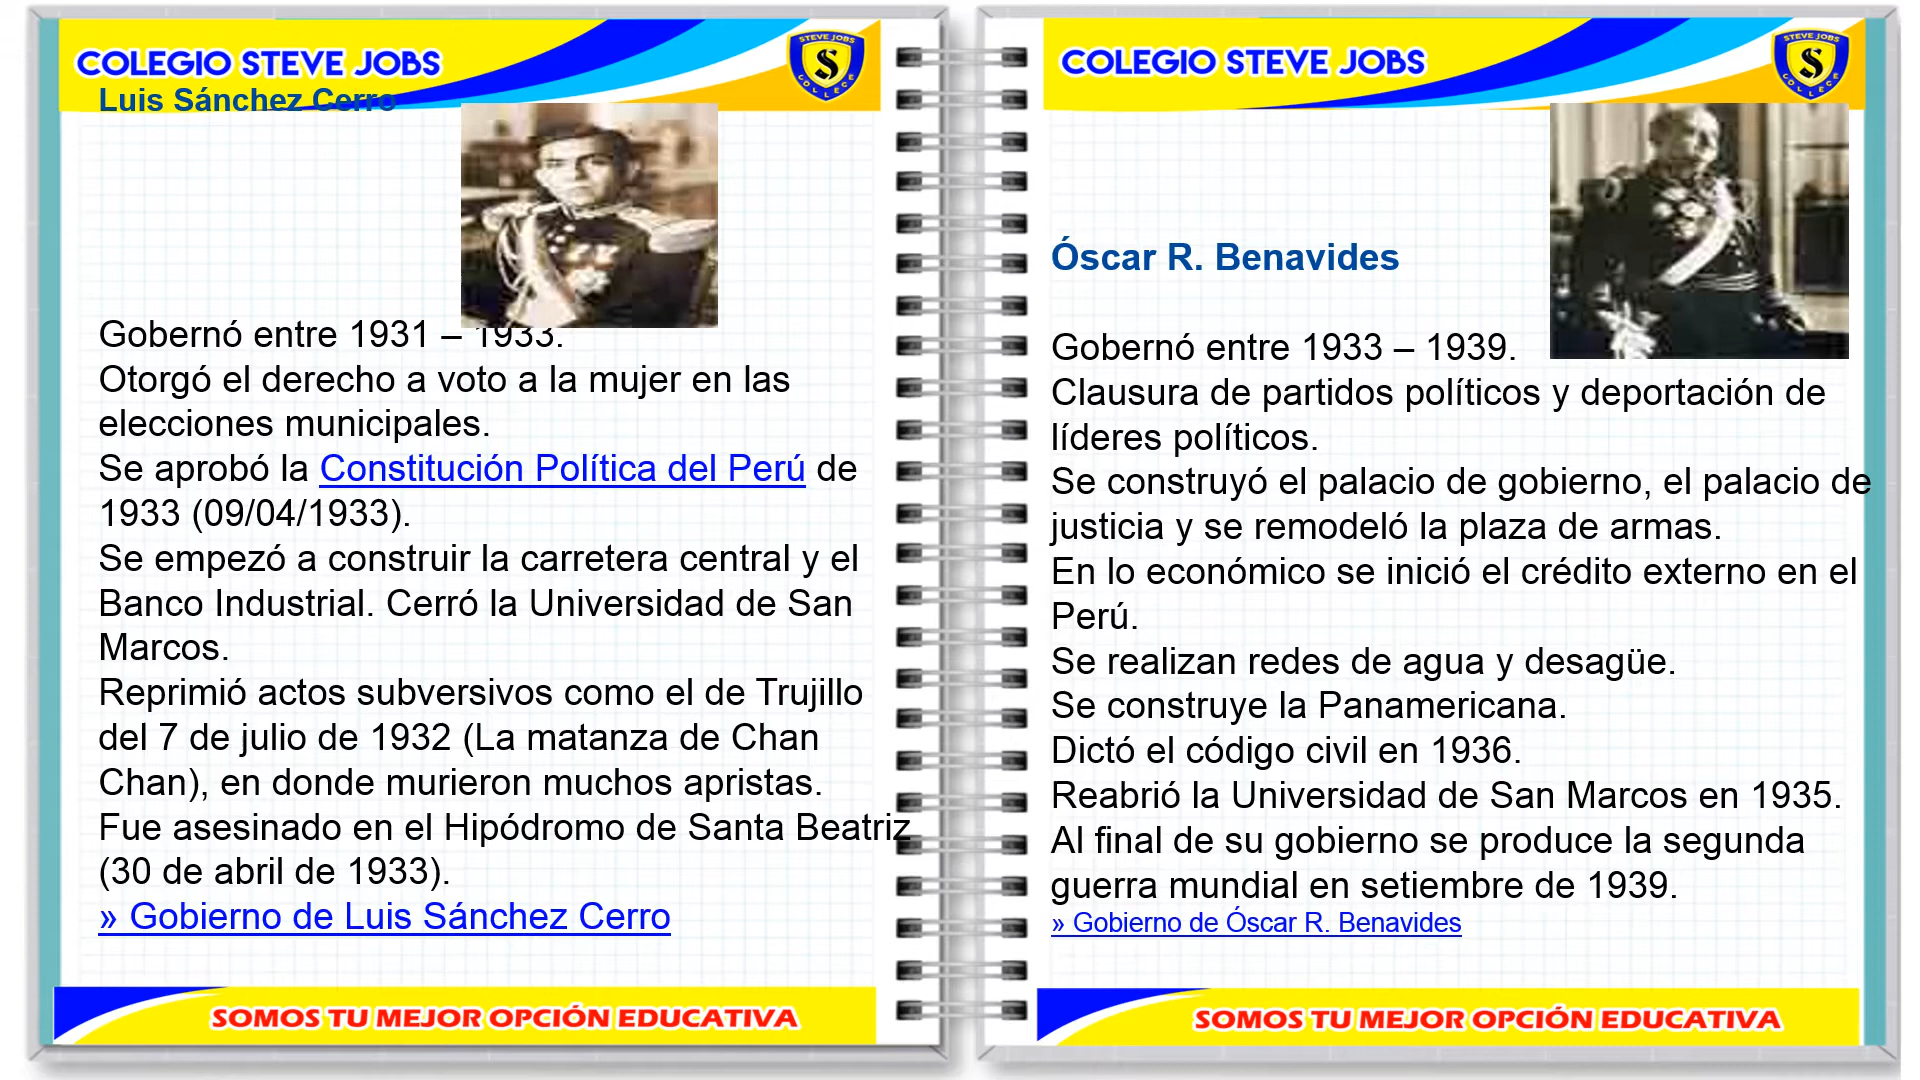 COLEGIO STEVE JOBS
STEVE JOBS
S
COLLEGE
Luis Sánchez Cerro
Gobernó entre 1931 – 1933.
Otorgó el derecho a voto a la mujer en las
elecciones municipales.
Se aprobó la Constitución Política del Perú de
1933 (09/04/1933).
Se empezó a construir la carretera central y el
Banco Industrial. Cerró la Universidad de San
Marcos.
Reprimió actos subversivos como el de Trujillo
del 7 de julio de 1932 (La matanza de Chan
Chan), en donde murieron muchos apristas.
Fue asesinado en el Hipódromo de Santa Beatriz
(30 de abril de 1933).
» Gobierno de Luis Sánchez Cerro
SOMOS TU MEJOR OPCIÓN EDUCATIVA
COLEGIO STEVE JOBS
STEVE JOBS
S
COLLEGE
Óscar R. Benavides
Gobernó entre 1933 – 1939.
Clausura de partidos políticos y deportación de
líderes políticos.
Se construyó el palacio de gobierno, el palacio de
justicia y se remodeló la plaza de armas.
En lo económico se inició el crédito externo en el
Perú.
Se realizan redes de agua y desagüe.
Se construye la Panamericana.
Dictó el código civil en 1936.
Reabrió la Universidad de San Marcos en 1935.
Al final de su gobierno se produce la segunda
guerra mundial en setiembre de 1939.
» Gobierno de Óscar R. Benavides
SOMOS TU MEJOR OPCIÓN EDUCATIVA